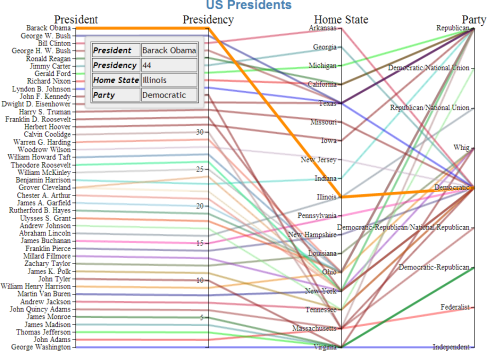 US Presidents
President Presidency Home State Party
Barack Obama
George W. Bush
Bill Clinton
George H. W. Bush
Ronald Reagan
Jimmy Carter
Gerald Ford
Richard Nixon
Lyndon B. Johnson
John F. Kennedy
Dwight D. Eisenhower
Harry S. Truman
Franklin D. Roosevelt
Herbert Hoover
Calvin Coolidge
Warren G. Harding
Woodrow Wilson
William Howard Taft
Theodore Roosevelt
William McKinley
Benjamin Harrison
Grover Cleveland
Chester A. Arthur
James A. Garfield
Rutherford B. Hayes
Ulysses S. Grant
Andrew Johnson
Abraham Lincoln
James Buchanan
Franklin Pierce
Millard Fillmore
Zachary Taylor
James K. Polk
John Tyler
William Henry Harrison
Martin Van Buren
Andrew Jackson
John Quincy Adams
James Monroe
James Madison
Thomas Jefferson
John Adams
George Washington
President Barack Obama
Presidency 44
Home State Illinois
Party Democratic
30
25
20
15
10
5
Arkansas
Georgia
Michigan
California
Texas
Missouri
Iowa
New Jersey
Indiana
Illinois
Pennsylvania
New Hampshire
Louisiana
Ohio
New York
Tennessee
Massachusetts
Virginia
Republican
Democratic/National Union
Republican/National Union
Whig
Democratic
Democratic-Republican/National Republican
Democratic-Republican
Federalist
Independent